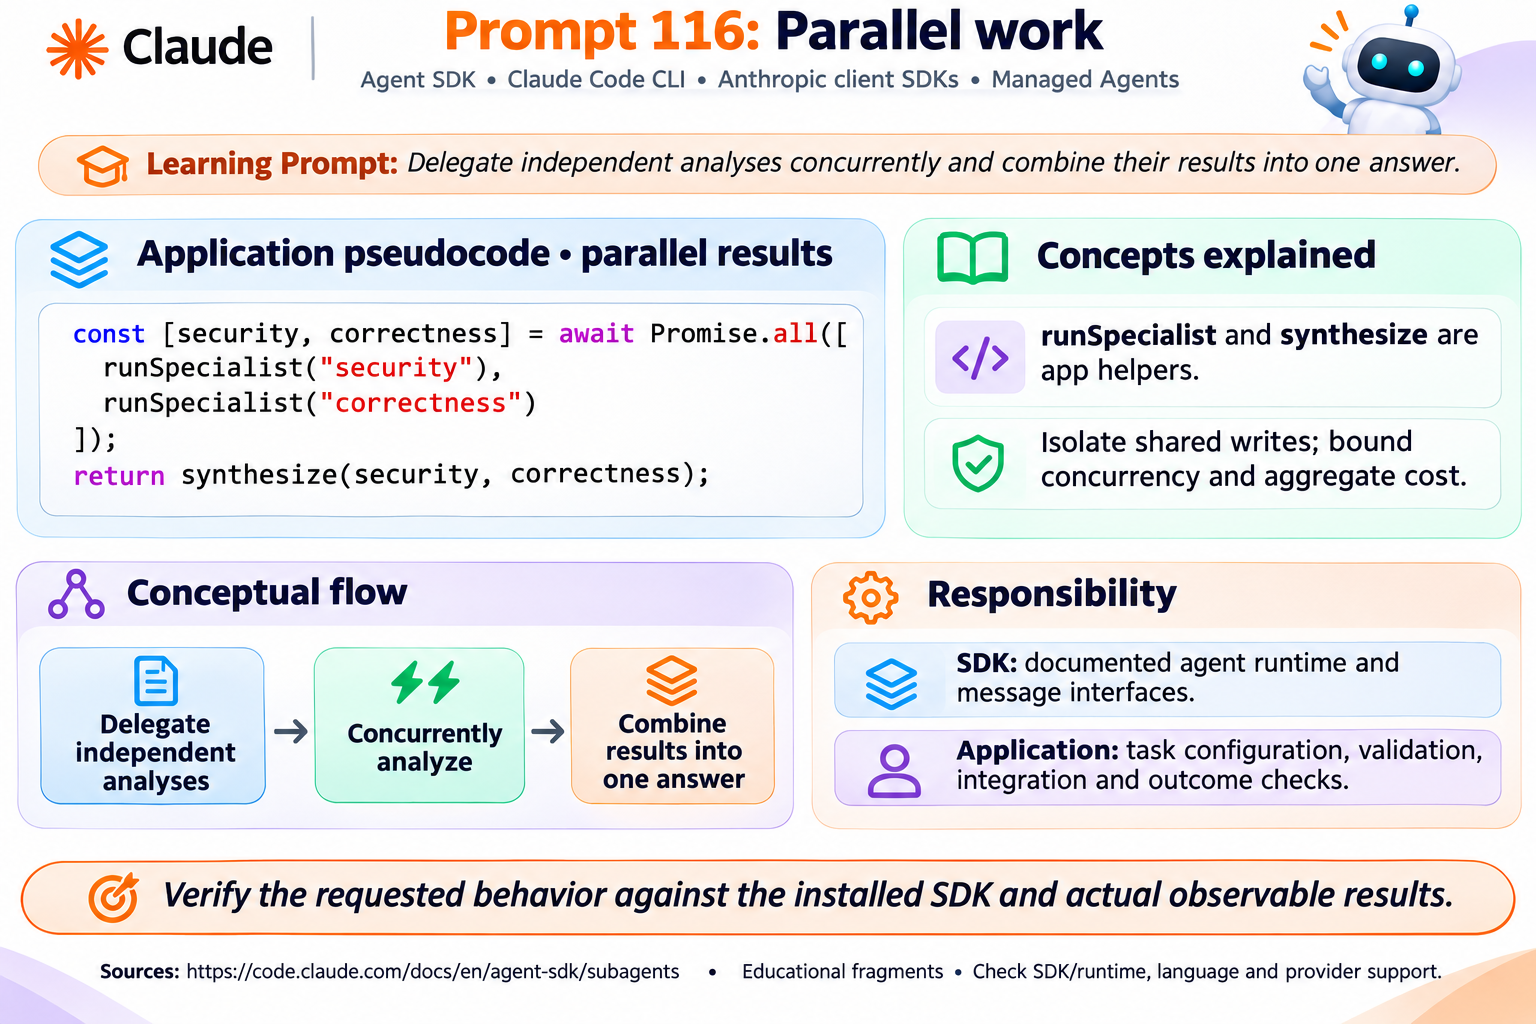 Claude
Prompt 116: Parallel work
Agent SDK • Claude Code CLI • Anthropic client SDKs • Managed Agents
Learning Prompt: Delegate independent analyses concurrently and combine their results into one answer.
Application pseudocode • parallel results
const [security, correctness] = await Promise.all([
  runSpecialist("security"),
  runSpecialist("correctness")
]);
return synthesize(security, correctness);
Concepts explained
runSpecialist and synthesize are
app helpers.
Isolate shared writes; bound
concurrency and aggregate cost.
Conceptual flow
Delegate
independent
analyses
Concurrently
analyze
Combine
results into
one answer
Responsibility
SDK: documented agent runtime and
message interfaces.
Application: task configuration, validation,
integration and outcome checks.
Verify the requested behavior against the installed SDK and actual observable results.
Sources: https://code.claude.com/docs/en/agent-sdk/subagents • Educational fragments • Check SDK/runtime, language and provider support.